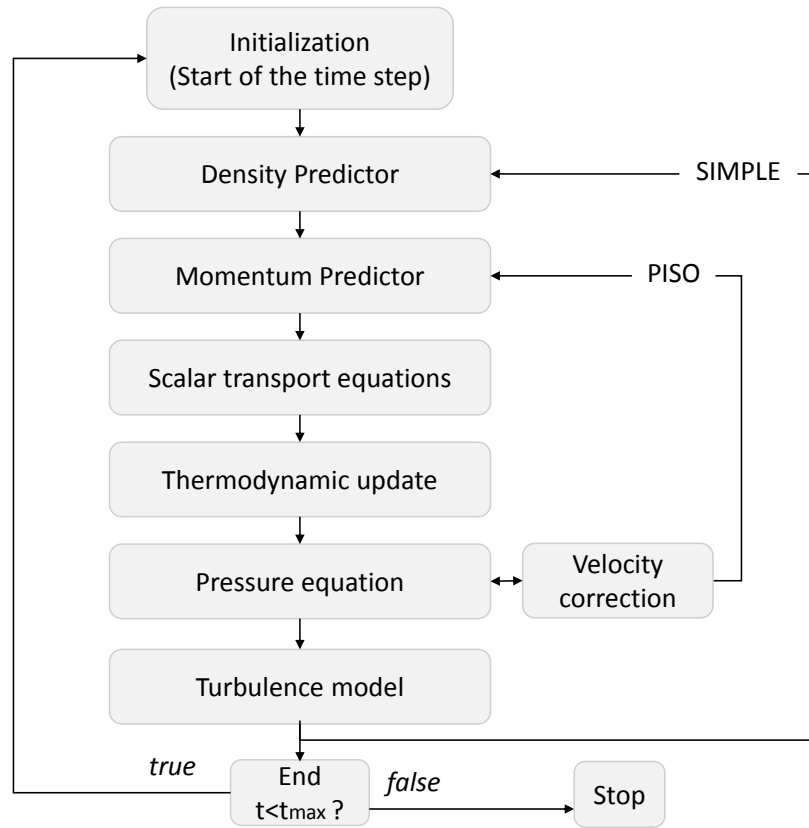 Initialization
(Start of the time step)
Density Predictor
SIMPLE
Momentum Predictor
PISO
Scalar transport equations
Thermodynamic update
Pressure equation
Velocity
correction
Turbulence model
true
End
t<tmax ?
false
Stop